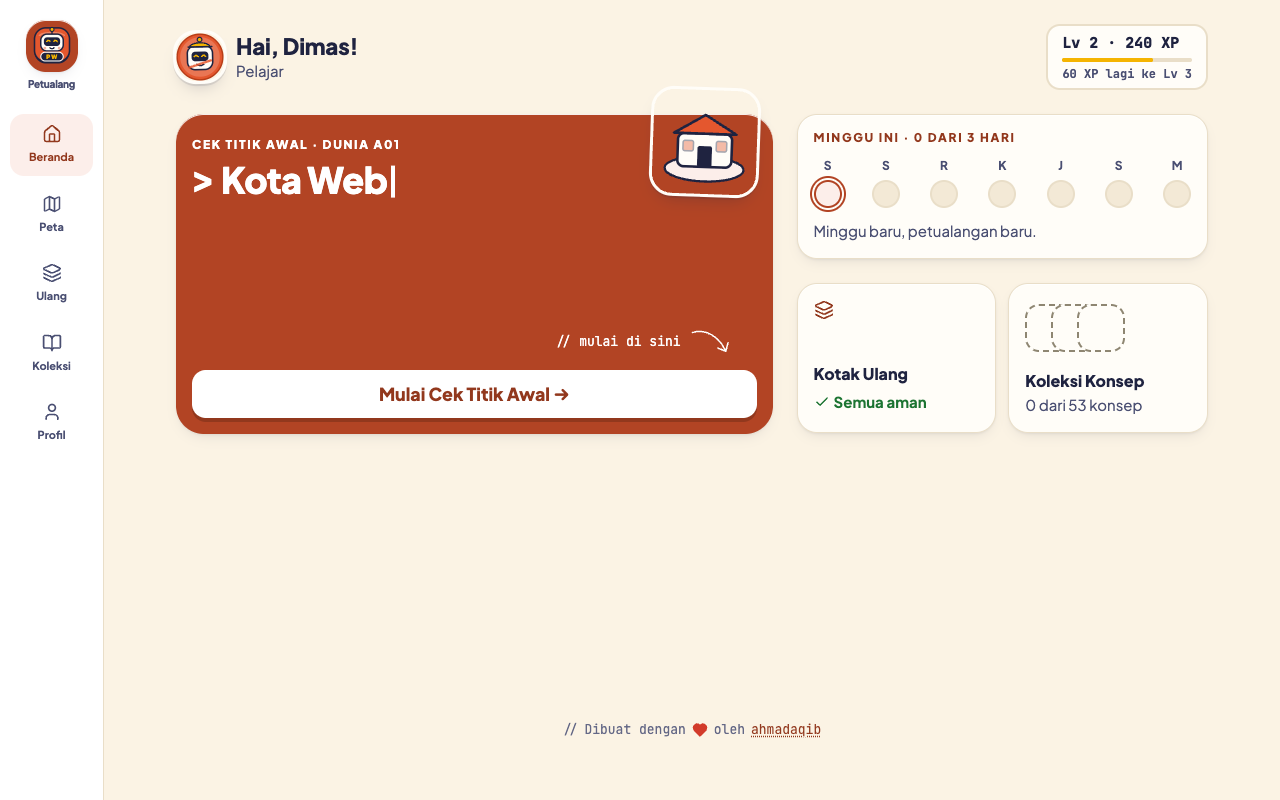 PW
Petualang
Beranda
Peta
Ulang
Koleksi
Profil
Hai, Dimas!
Pelajar
Lv 2 · 240 XP
60 XP lagi ke Lv 3
CEK TITIK AWAL · DUNIA A01
> Kota Web|
// mulai di sini
Mulai Cek Titik Awal →
MINGGU INI · 0 DARI 3 HARI
S S R K J S M
Minggu baru, petualangan baru.
Kotak Ulang
✓ Semua aman
Koleksi Konsep
0 dari 53 konsep
// Dibuat dengan ❤ oleh ahmadaqib